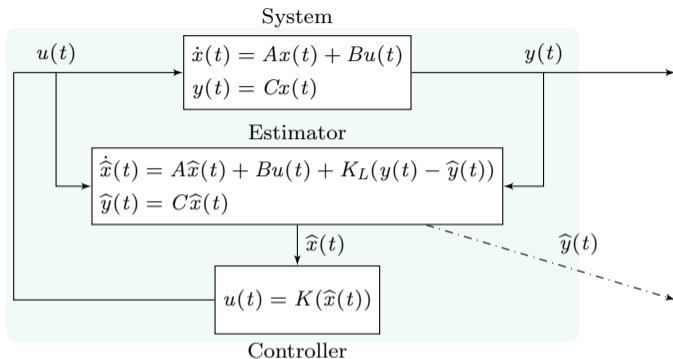 System
u(t)
ẋ(t) = Ax(t) + Bu(t)
y(t) = Cx(t)
y(t)
Estimator
x̂̇(t) = Ax̂(t) + Bu(t) + K_L(y(t) − ŷ(t))
ŷ(t) = Cx̂(t)
x̂(t)
ŷ(t)
u(t) = K(x̂(t))
Controller